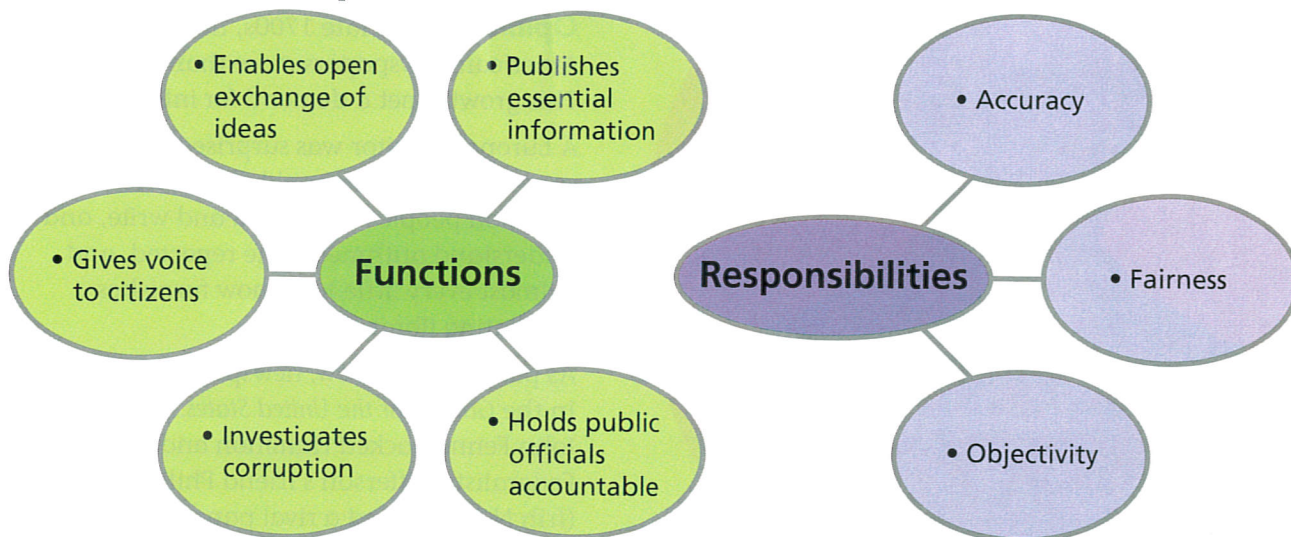 • Enables open
exchange of
ideas
• Publishes
essential
information
• Gives voice
to citizens
Functions
• Investigates
corruption
• Holds public
officials
accountable
• Accuracy
Responsibilities
• Fairness
• Objectivity